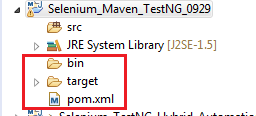 Selenium_Maven_TestNG_0929
src
JRE System Library [J2SE-1.5]
bin
target
pom.xml